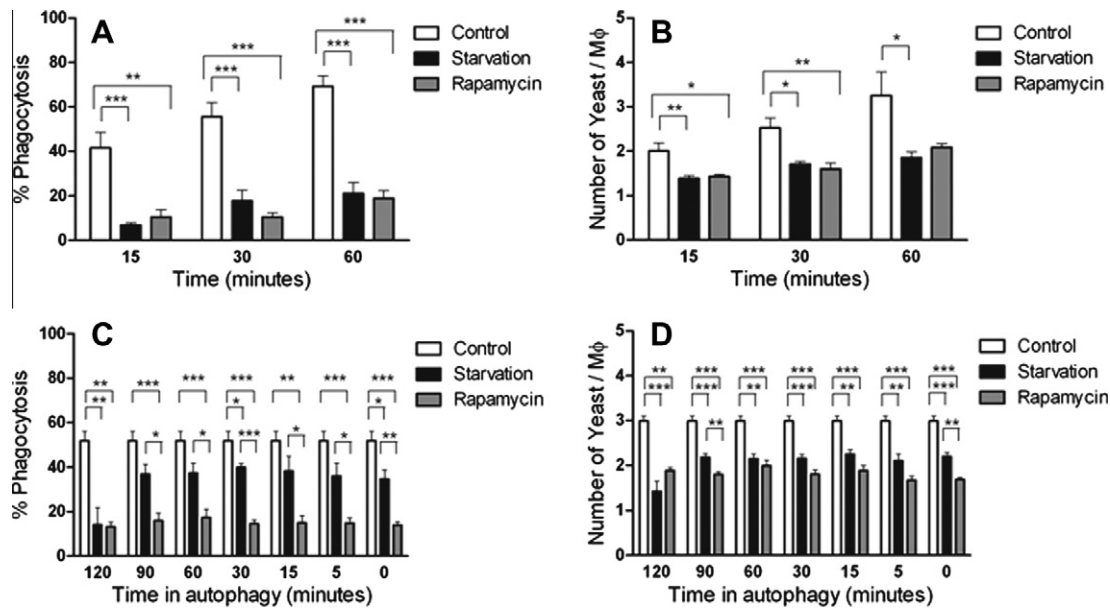 A
% Phagocytosis
100
80
60
40
20
0
*** *** ** *** *** ***
15 30 60
Time (minutes)
Control
Starvation
Rapamycin
B
Number of Yeast / Mϕ
5
4
3
2
1
0
* ** ** * *
15 30 60
Time (minutes)
Control
Starvation
Rapamycin
C
% Phagocytosis
100
80
60
40
20
0
** *** *** *** ** *** ***
** * *
* * *** * * **
120 90 60 30 15 5 0
Time in autophagy (minutes)
Control
Starvation
Rapamycin
D
Number of Yeast / Mϕ
5
4
3
2
1
0
** *** *** *** *** *** ***
*** *** ** *** ** ** ***
** **
120 90 60 30 15 5 0
Time in autophagy (minutes)
Control
Starvation
Rapamycin